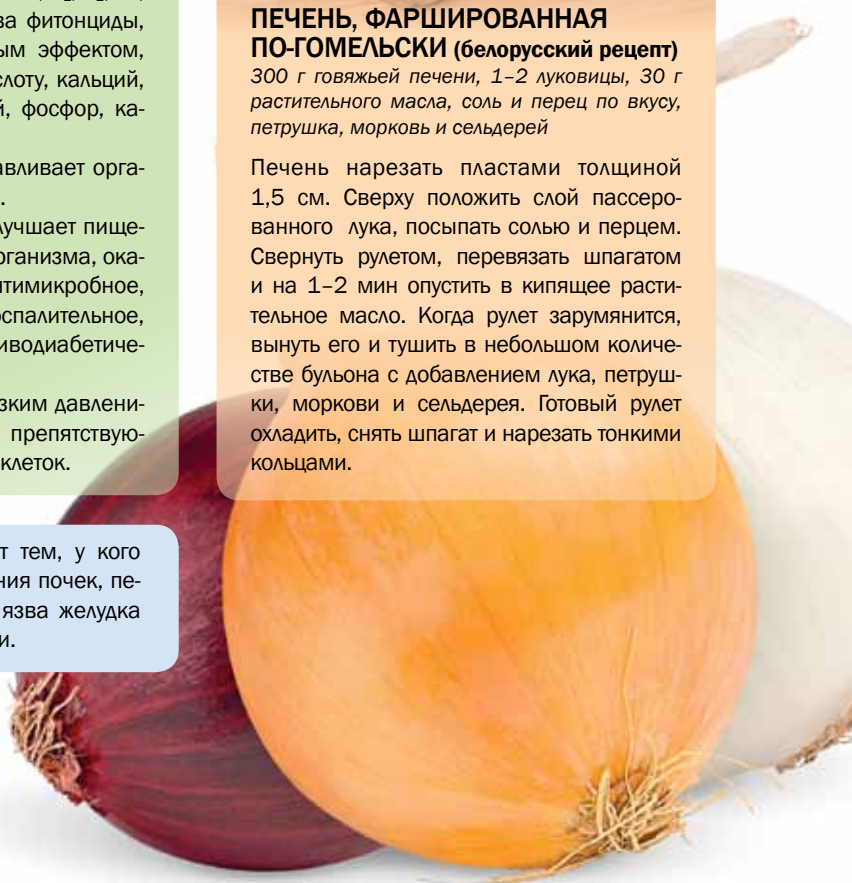 ва фитонциды,
ым эффектом,
слоту, кальций,
й, фосфор, ка-
авливает орга-
.
лучшает пище-
рганизма, ока-
нтимикробное,
оспалительное,
иводиабетиче-
зким давлени-
препятствую-
клеток.
т тем, у кого
ния почек, пе-
язва желудка
и.
ПЕЧЕНЬ, ФАРШИРОВАННАЯ
ПО-ГОМЕЛЬСКИ (белорусский рецепт)
300 г говяжьей печени, 1–2 луковицы, 30 г
растительного масла, соль и перец по вкусу,
петрушка, морковь и сельдерей
Печень нарезать пластами толщиной
1,5 см. Сверху положить слой пассеро-
ванного лука, посыпать солью и перцем.
Свернуть рулетом, перевязать шпагатом
и на 1–2 мин опустить в кипящее расти-
тельное масло. Когда рулет зарумянится,
вынуть его и тушить в небольшом количе-
стве бульона с добавлением лука, петруш-
ки, моркови и сельдерея. Готовый рулет
охладить, снять шпагат и нарезать тонкими
кольцами.